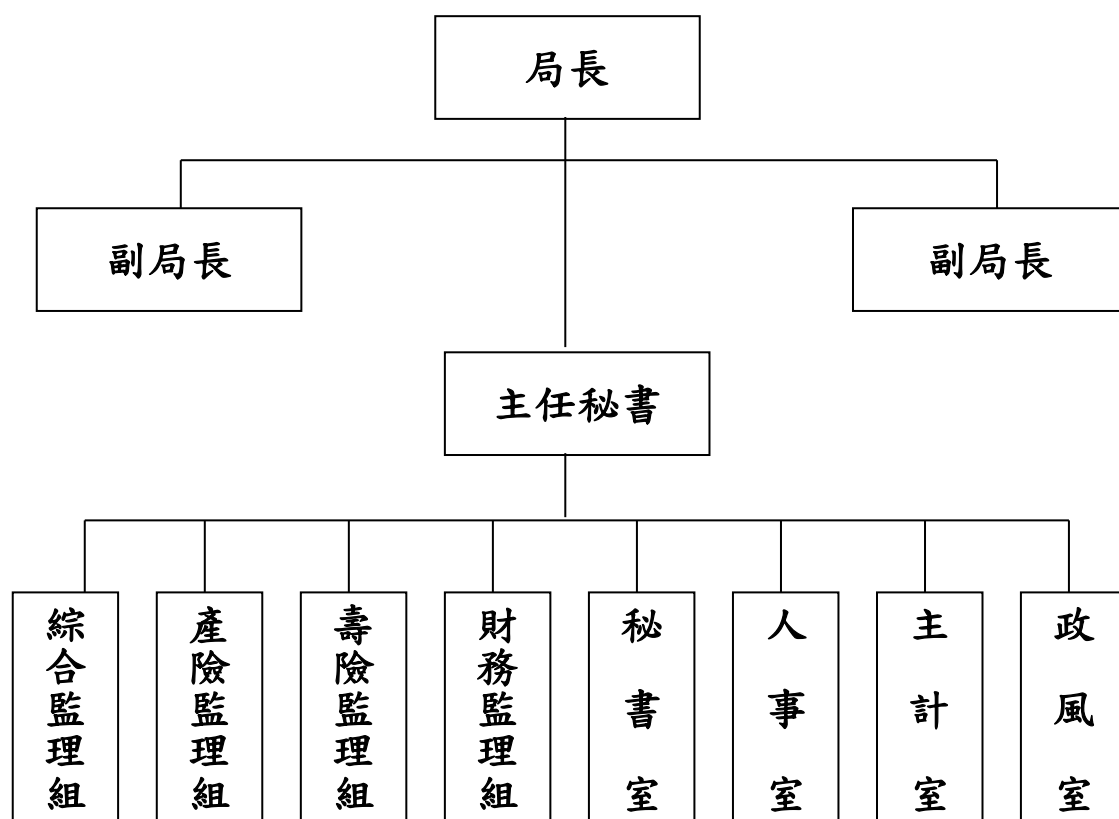 局長
副局長
副局長
主任秘書
綜合監理組
產險監理組
壽險監理組
財務監理組
秘書室
人事室
主計室
政風室